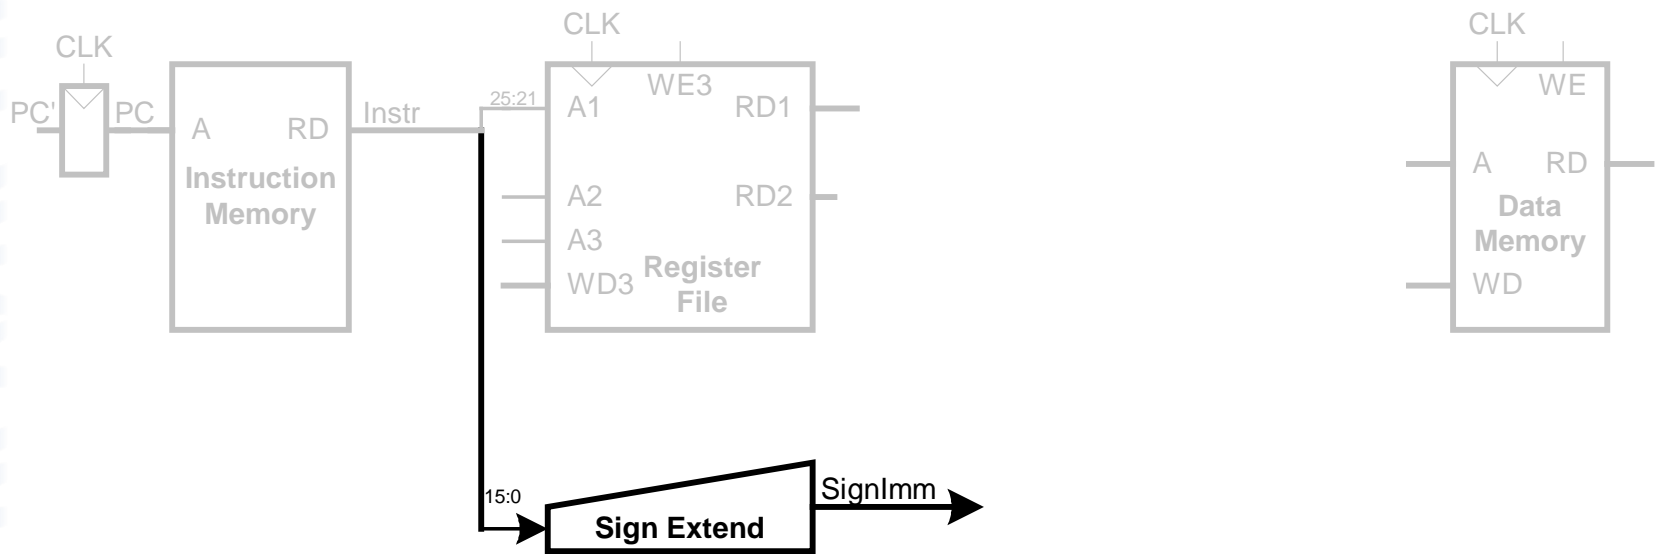 CLK
CLK
CLK
PC'
PC
A
RD
Instruction
Memory
Instr
25:21
A1
WE3
RD1
A2
RD2
A3
WD3
Register
File
WE
A
RD
Data
Memory
WD
15:0
Sign Extend
SignImm